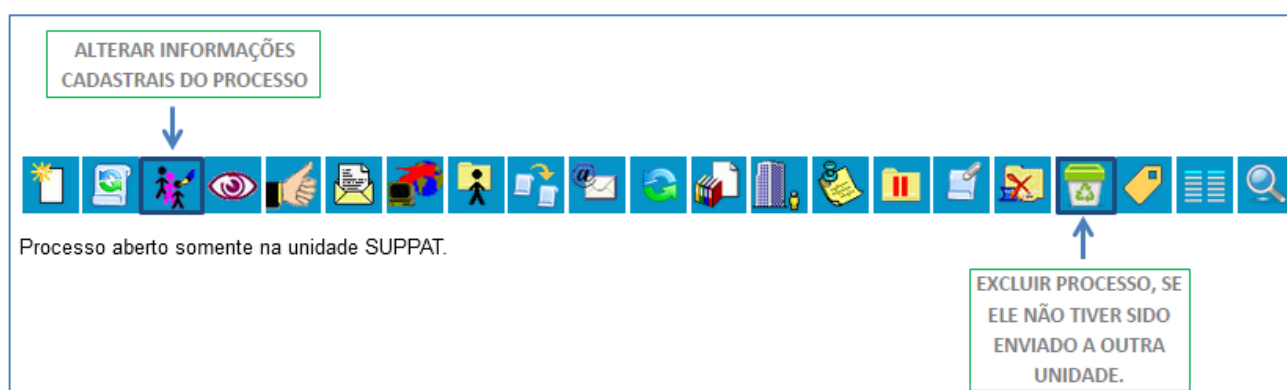 ALTERAR INFORMAÇÕES
CADASTRAIS DO PROCESSO
@
Processo aberto somente na unidade SUPPAT.
EXCLUIR PROCESSO, SE
ELE NÃO TIVER SIDO
ENVIADO A OUTRA
UNIDADE.